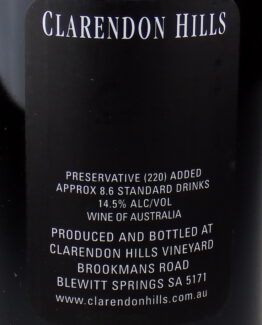 CLARENDON HILLS
PRESERVATIVE (220) ADDED
APPROX 8.6 STANDARD DRINKS
14.5% ALC/VOL
WINE OF AUSTRALIA
PRODUCED AND BOTTLED AT
CLARENDON HILLS VINEYARD
BROOKMANS ROAD
BLEWITT SPRINGS SA 5171
www.clarendonhills.com.au